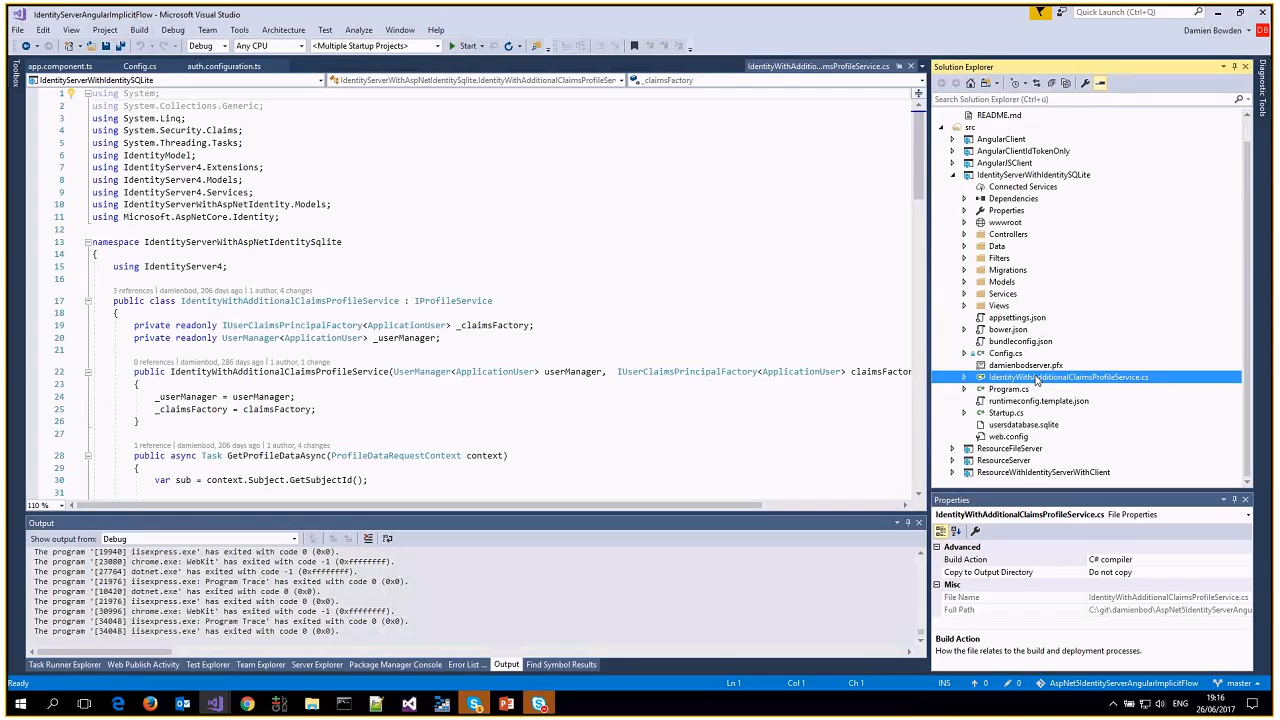 IdentityServerAngularImplicitFlow - Microsoft Visual Studio
Quick Launch (Ctrl+Q)
File Edit View Project Build Debug Team Tools Architecture Test Analyze Window Help
Damien Bowden DB
Debug Any CPU <Multiple Startup Projects> Start
app.component.ts Config.cs auth.configuration.ts IdentityWithAdditio...msProfileService.cs
IdentityServerWithIdentitySQLite IdentityServerWithAspNetIdentitySqlite.IdentityWithAdditionalClaimsProfileSer _claimsFactory
1 using System;
2 using System.Collections.Generic;
3 using System.Linq;
4 using System.Security.Claims;
5 using System.Threading.Tasks;
6 using IdentityModel;
7 using IdentityServer4.Extensions;
8 using IdentityServer4.Models;
9 using IdentityServer4.Services;
10 using IdentityServerWithAspNetIdentity.Models;
11 using Microsoft.AspNetCore.Identity;
12
13 namespace IdentityServerWithAspNetIdentitySqlite
14 {
15 using IdentityServer4;
16
3 references | damienbod, 206 days ago | 1 author, 4 changes
17 public class IdentityWithAdditionalClaimsProfileService : IProfileService
18 {
19 private readonly IUserClaimsPrincipalFactory<ApplicationUser> _claimsFactory;
20 private readonly UserManager<ApplicationUser> _userManager;
21
0 references | damienbod, 286 days ago | 1 author, 1 change
22 public IdentityWithAdditionalClaimsProfileService(UserManager<ApplicationUser> userManager, IUserClaimsPrincipalFactory<ApplicationUser> claimsFactor
23 {
24 _userManager = userManager;
25 _claimsFactory = claimsFactory;
26 }
27
1 reference | damienbod, 206 days ago | 1 author, 4 changes
28 public async Task GetProfileDataAsync(ProfileDataRequestContext context)
29 {
30 var sub = context.Subject.GetSubjectId();
31
110 %
Output
Show output from: Debug
The program '[19940] iisexpress.exe' has exited with code 0 (0x0).
The program '[23080] chrome.exe: WebKit' has exited with code -1 (0xffffffff).
The program '[27764] dotnet.exe' has exited with code -1 (0xffffffff).
The program '[21976] iisexpress.exe: Program Trace' has exited with code 0 (0x0).
The program '[10420] dotnet.exe' has exited with code 0 (0x0).
The program '[21976] iisexpress.exe' has exited with code 0 (0x0).
The program '[30996] chrome.exe: WebKit' has exited with code -1 (0xffffffff).
The program '[34048] iisexpress.exe: Program Trace' has exited with code 0 (0x0).
The program '[34048] iisexpress.exe' has exited with code 0 (0x0).
Task Runner Explorer Web Publish Activity Test Explorer Team Explorer Server Explorer Package Manager Console Error List ... Output Find Symbol Results
Toolbox
Solution Explorer
Search Solution Explorer (Ctrl+ü)
README.md
src
AngularClient
AngularClientIdTokenOnly
AngularJSClient
IdentityServerWithIdentitySQLite
Connected Services
Dependencies
Properties
wwwroot
Controllers
Data
Filters
Migrations
Models
Services
Views
appsettings.json
bower.json
bundleconfig.json
Config.cs
damienbodserver.pfx
IdentityWithAdditionalClaimsProfileService.cs
Program.cs
runtimeconfig.template.json
Startup.cs
usersdatabase.sqlite
web.config
ResourceFileServer
ResourceServer
ResourceWithIdentityServerWithClient
Properties
IdentityWithAdditionalClaimsProfileService.cs File Properties
Advanced
Build Action C# compiler
Copy to Output Directory Do not copy
Misc
File Name IdentityWithAdditionalClaimsProfileService.cs
Full Path C:\git\damienbod\AspNet5IdentityServerAngu
Build Action
How the file relates to the build and deployment processes.
Diagnostic Tools
Ready Ln 1 Col 1 Ch 1 INS 0 0 AspNet5IdentityServerAngularImplicitFlow master
ENG 19:16
26/06/2017